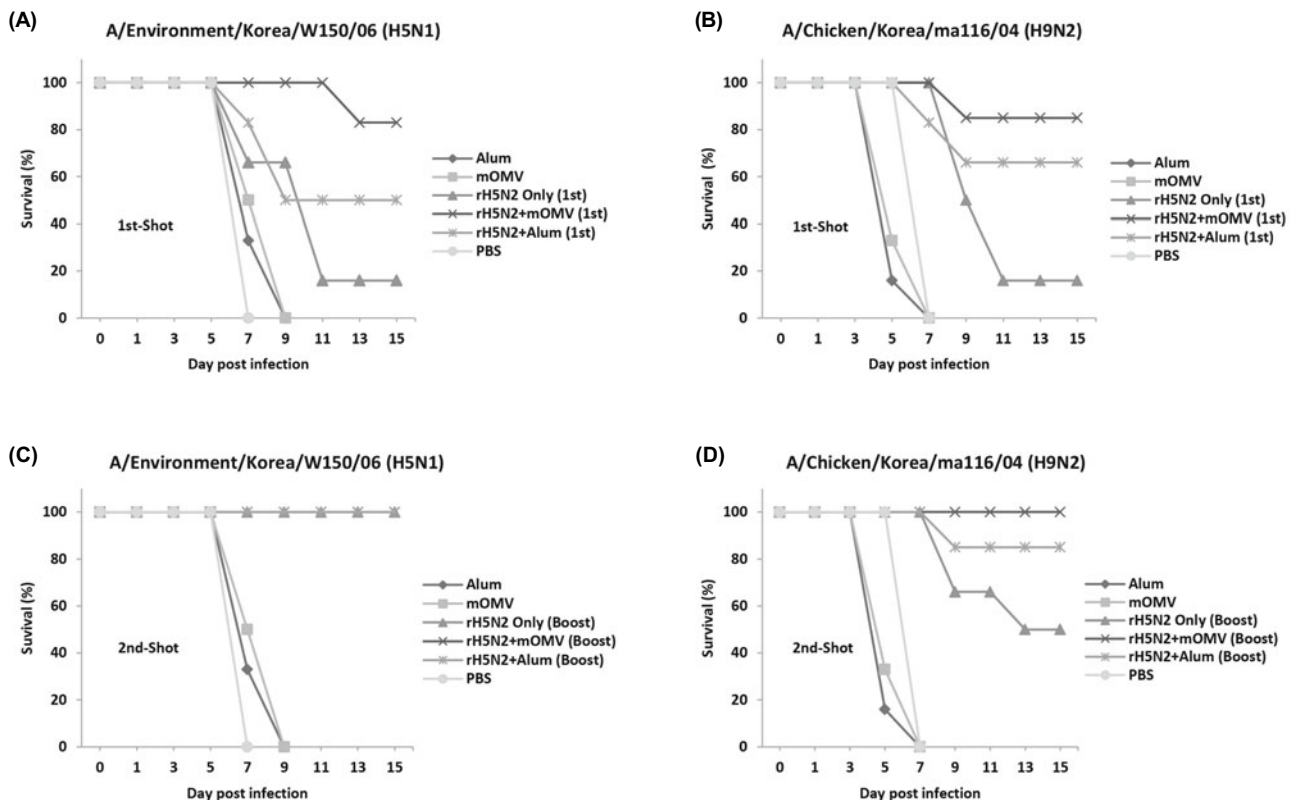 (A)
A/Environment/Korea/W150/06 (H5N1)
100
80
60
40
20
0
Survival (%)
1st-Shot
0 1 3 5 7 9 11 13 15
Day post infection
Alum
mOMV
rH5N2 Only (1st)
rH5N2+mOMV (1st)
rH5N2+Alum (1st)
PBS
(B)
A/Chicken/Korea/ma116/04 (H9N2)
100
80
60
40
20
0
Survival (%)
1st-Shot
0 1 3 5 7 9 11 13 15
Day post infection
Alum
mOMV
rH5N2 Only (1st)
rH5N2+mOMV (1st)
rH5N2+Alum (1st)
PBS
(C)
A/Environment/Korea/W150/06 (H5N1)
100
80
60
40
20
0
Suvival (%)
2nd-Shot
0 1 3 5 7 9 11 13 15
Day post infection
Alum
mOMV
rH5N2 Only (Boost)
rH5N2+mOMV (Boost)
rH5N2+Alum (Boost)
PBS
(D)
A/Chicken/Korea/ma116/04 (H9N2)
100
80
60
40
20
0
Survival (%)
2nd-Shot
0 1 3 5 7 9 11 13 15
Day post infection
Alum
mOMV
rH5N2 Only (Boost)
rH5N2+mOMV (Boost)
rH5N2+Alum (Boost)
PBS